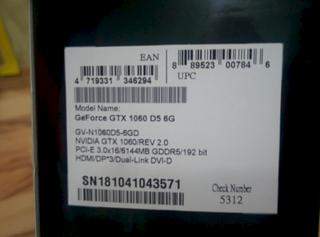 EAN
4 719331 346294
8 89523 00784 6
UPC
Model Name:
GeForce GTX 1060 D5 6G
GV-N1060D5-6GD
NVIDIA GTX 1060/REV 2.0
PCI-E 3.0x16/6144MB GDDR5/192 bit
HDMI/DP*3/Dual-Link DVI-D
SN181041043571
Check Number
5312